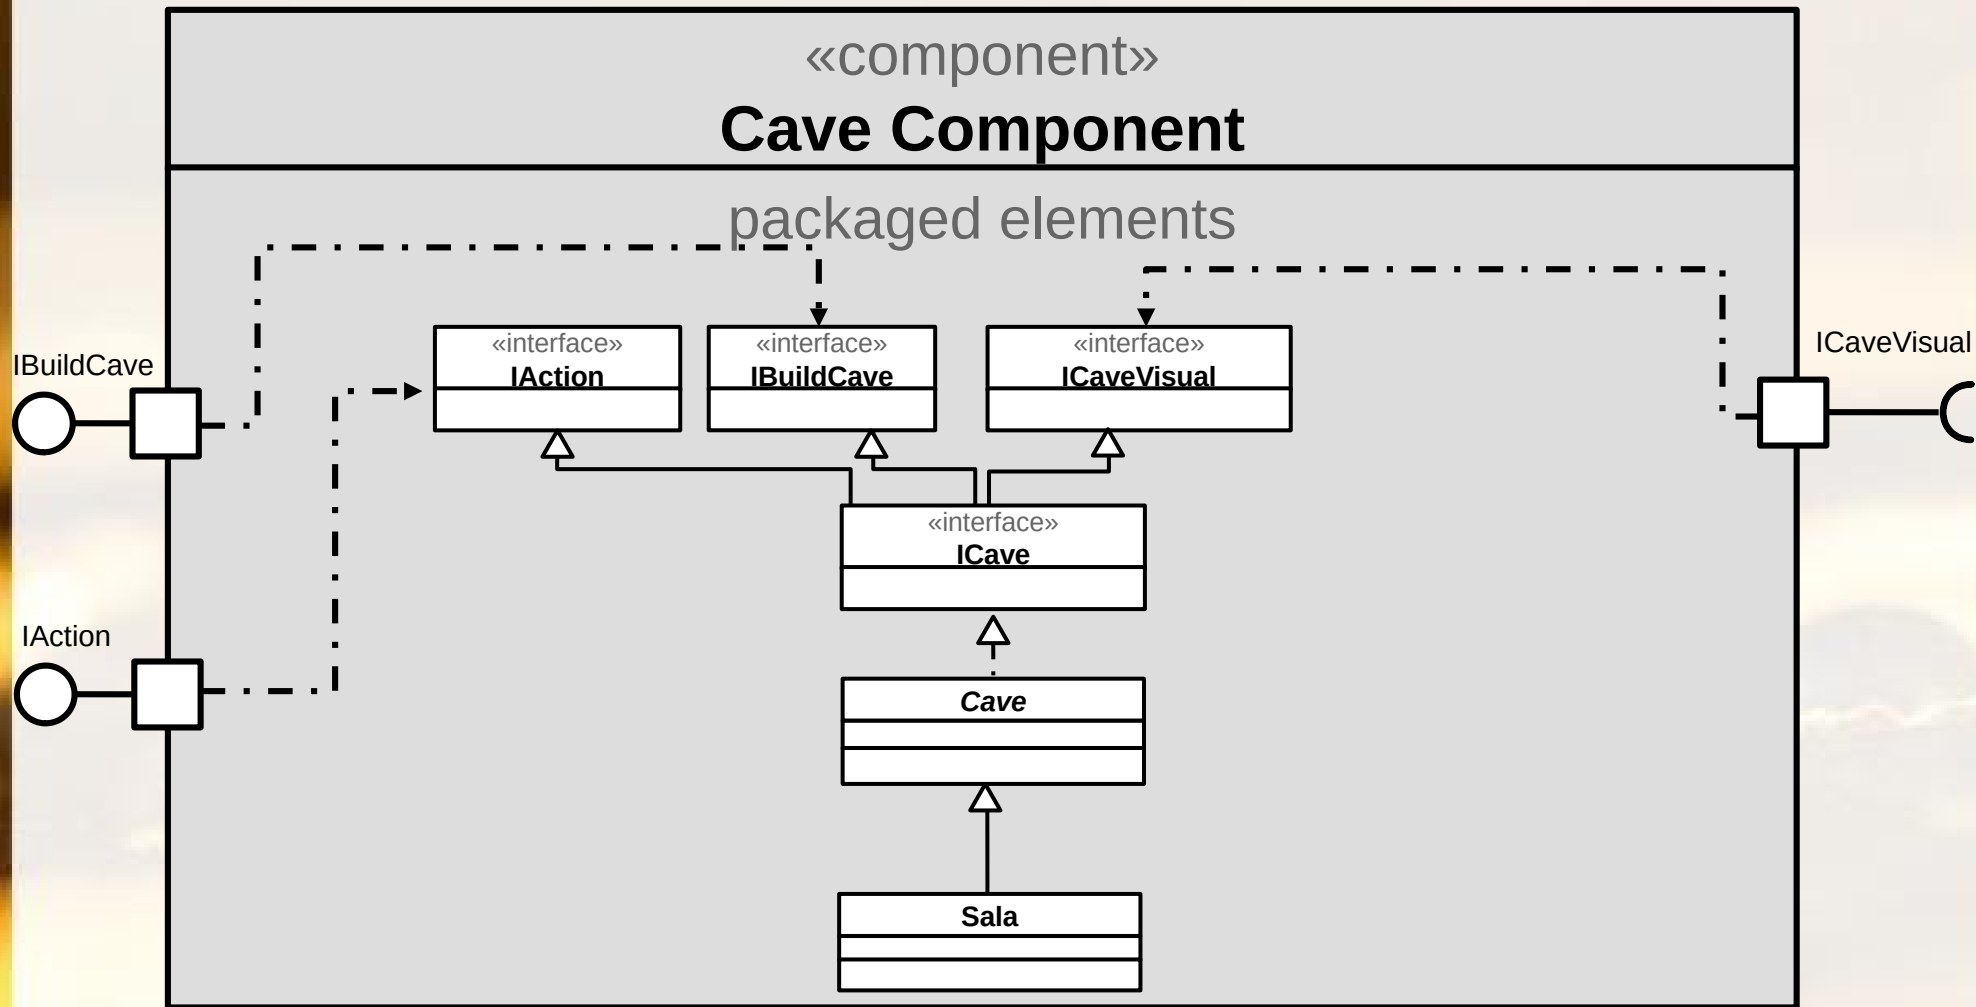 «component»
Cave Component
packaged elements
IBuildCave
«interface»
IAction
«interface»
IBuildCave
«interface»
ICaveVisual
ICaveVisual
«interface»
ICave
IAction
Cave
Sala